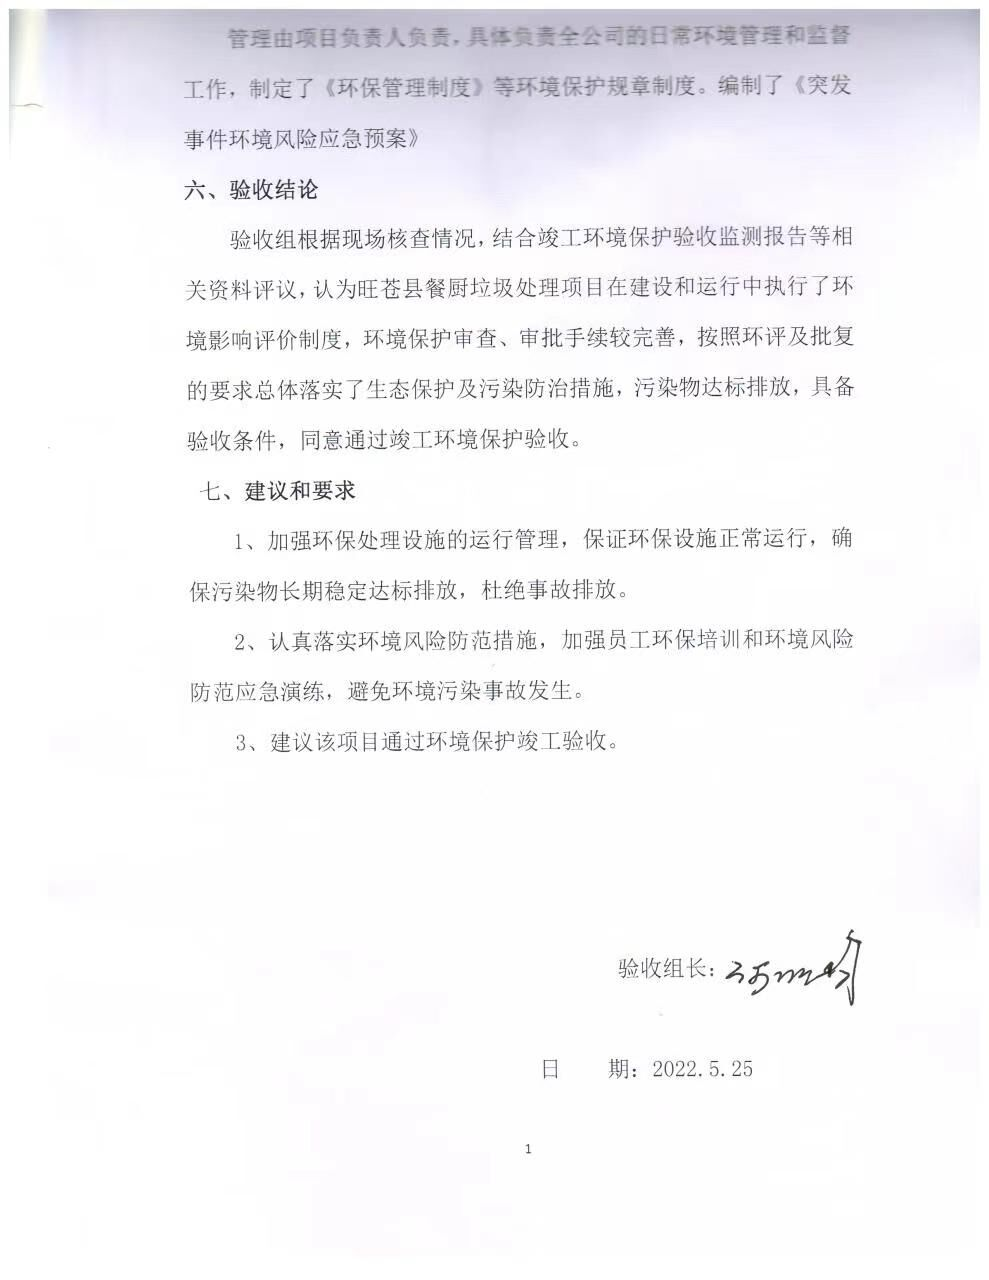 管理由项目负责人负责，具体负责全公司的日常环境管理和监督
工作，制定了《环保管理制度》等环境保护规章制度。编制了《突发
事件环境风险应急预案》
六、验收结论
验收组根据现场核查情况，结合竣工环境保护验收监测报告等相
关资料评议，认为旺苍县餐厨垃圾处理项目在建设和运行中执行了环
境影响评价制度，环境保护审查、审批手续较完善，按照环评及批复
的要求总体落实了生态保护及污染防治措施，污染物达标排放，具备
验收条件，同意通过竣工环境保护验收。
七、建议和要求
1、加强环保处理设施的运行管理，保证环保设施正常运行，确
保污染物长期稳定达标排放，杜绝事故排放。
2、认真落实环境风险防范措施，加强员工环保培训和环境风险
防范应急演练，避免环境污染事故发生。
3、建议该项目通过环境保护竣工验收。
验收组长：
日 期：2022.5.25
1